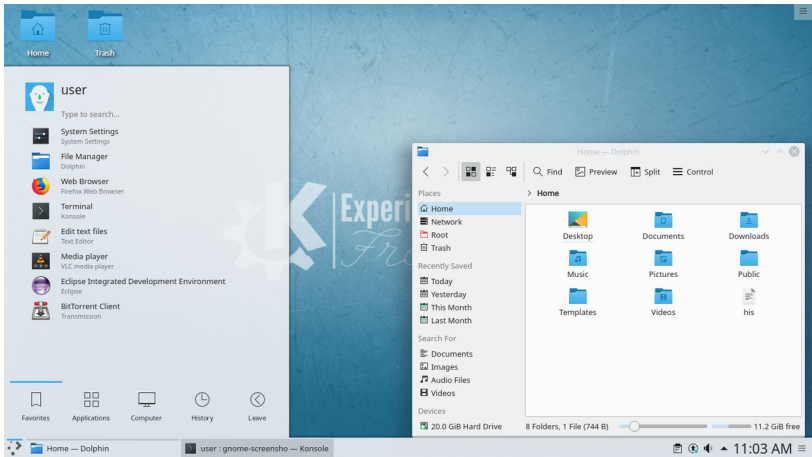 Home
Trash
user
Type to search...
System Settings
System Settings
File Manager
Dolphin
Web Browser
Firefox Web Browser
Terminal
Konsole
Edit text files
Text Editor
Media player
VLC media player
Eclipse Integrated Development Environment
Eclipse
BitTorrent Client
Transmission
Favorites Applications Computer History Leave
Experi
Fr
Home — Dolphin
Find Preview Split Control
Places
Home
Network
Root
Trash
Recently Saved
Today
Yesterday
This Month
Last Month
Search For
Documents
Images
Audio Files
Videos
Devices
20.0 GiB Hard Drive
> Home
Desktop Documents Downloads
Music Pictures Public
Templates Videos his
8 Folders, 1 File (744 B) 11.2 GiB free
Home — Dolphin user : gnome-screensho — Konsole 11:03 AM